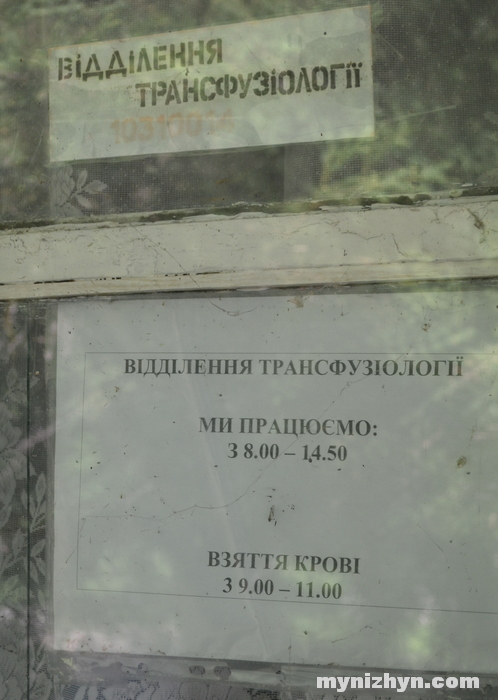 ВІДДІЛЕННЯ
ТРАНСФУЗІОЛОГІЇ
ВІДДІЛЕННЯ ТРАНСФУЗІОЛОГІЇ
МИ ПРАЦЮЄМО:
З 8.00 – 14.50
ВЗЯТТЯ КРОВІ
З 9.00 – 11.00
mynizhyn.com